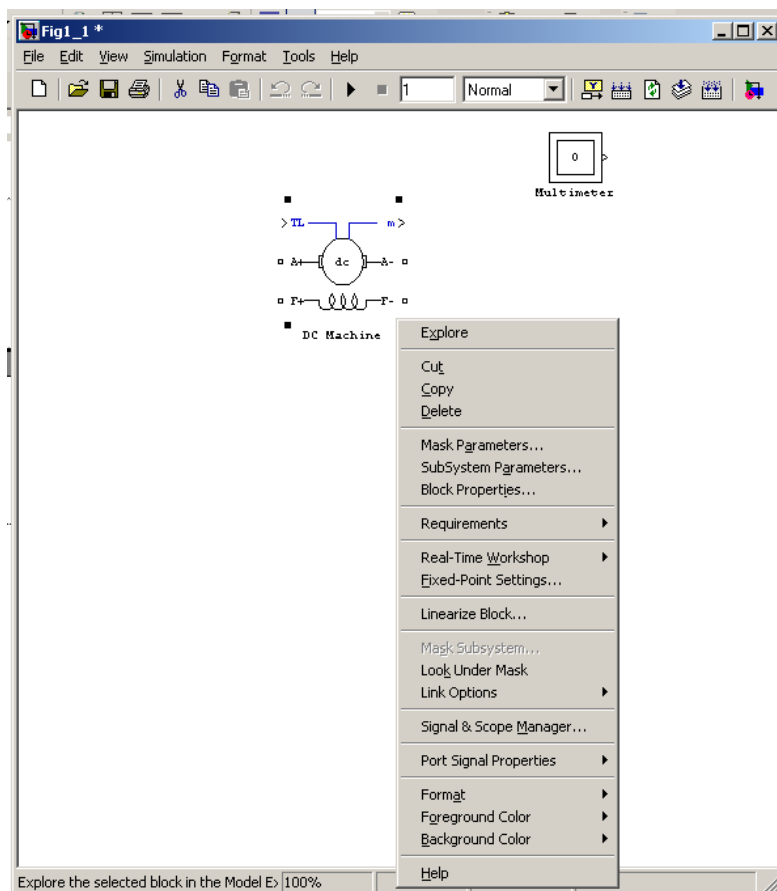 Fig1_1 *
File Edit View Simulation Format Tools Help
1 Normal
0
Multimeter
TL m
A+ dc A-
F+ F-
DC Machine
Explore
Cut
Copy
Delete
Mask Parameters...
SubSystem Parameters...
Block Properties...
Requirements
Real-Time Workshop
Fixed-Point Settings...
Linearize Block...
Mask Subsystem...
Look Under Mask
Link Options
Signal & Scope Manager...
Port Signal Properties
Format
Foreground Color
Background Color
Help
Explore the selected block in the Model E 100%